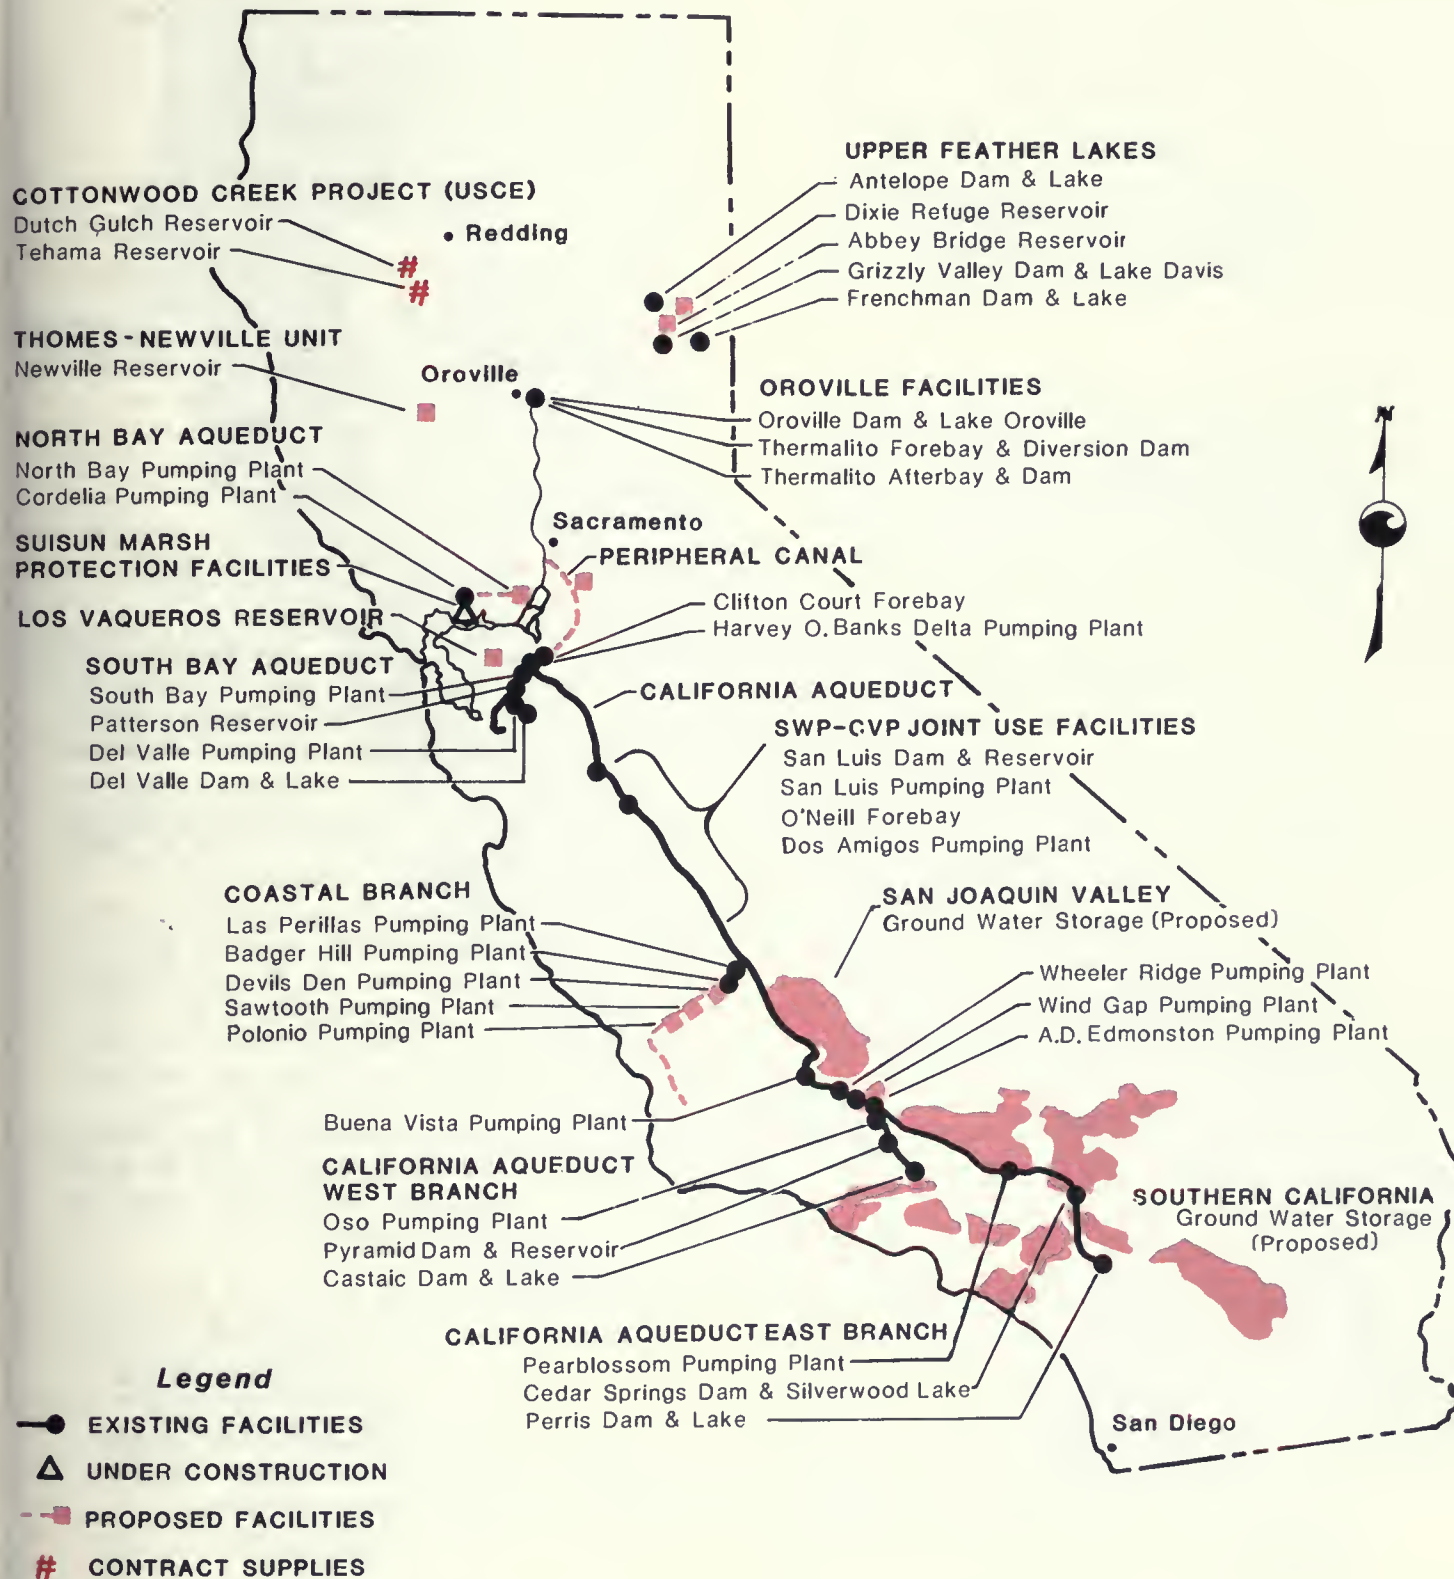 UPPER FEATHER LAKES
Antelope Dam & Lake
Dixie Refuge Reservoir
Abbey Bridge Reservoir
Grizzly Valley Dam & Lake Davis
Frenchman Dam & Lake
COTTONWOOD CREEK PROJECT (USCE)
Dutch Gulch Reservoir
Tehama Reservoir
Redding
#
#
THOMES-NEWVILLE UNIT
Newville Reservoir
Oroville
OROVILLE FACILITIES
Oroville Dam & Lake Oroville
Thermalito Forebay & Diversion Dam
Thermalito Afterbay & Dam
N
NORTH BAY AQUEDUCT
North Bay Pumping Plant
Cordelia Pumping Plant
Sacramento
SUISUN MARSH
PROTECTION FACILITIES
PERIPHERAL CANAL
LOS VAQUEROS RESERVOIR
Clifton Court Forebay
Harvey O. Banks Delta Pumping Plant
SOUTH BAY AQUEDUCT
South Bay Pumping Plant
Patterson Reservoir
Del Valle Pumping Plant
Del Valle Dam & Lake
CALIFORNIA AQUEDUCT
SWP-CVP JOINT USE FACILITIES
San Luis Dam & Reservoir
San Luis Pumping Plant
O'Neill Forebay
Dos Amigos Pumping Plant
COASTAL BRANCH
Las Perillas Pumping Plant
Badger Hill Pumping Plant
Devils Den Pumping Plant
Sawtooth Pumping Plant
Polonio Pumping Plant
SAN JOAQUIN VALLEY
Ground Water Storage (Proposed)
Wheeler Ridge Pumping Plant
Wind Gap Pumping Plant
A.D. Edmonston Pumping Plant
Buena Vista Pumping Plant
CALIFORNIA AQUEDUCT
WEST BRANCH
Oso Pumping Plant
Pyramid Dam & Reservoir
Castaic Dam & Lake
SOUTHERN CALIFORNIA
Ground Water Storage
(Proposed)
CALIFORNIA AQUEDUCT EAST BRANCH
Pearblossom Pumping Plant
Cedar Springs Dam & Silverwood Lake
Perris Dam & Lake
San Diego
Legend
EXISTING FACILITIES
UNDER CONSTRUCTION
PROPOSED FACILITIES
# CONTRACT SUPPLIES